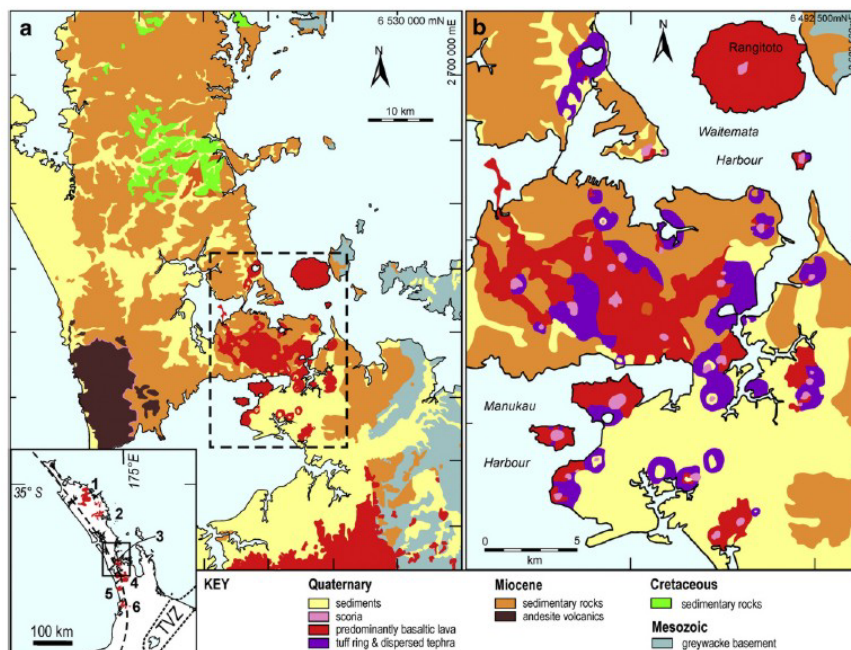 a
6 530 000 mN
2 700 000 mE
N
10 km
b
6 492 500mN
N
Rangitoto
Waitemata
Harbour
Manukau
Harbour
0 5
km
175°E
35° S
1
2
3
4
5
6
TVZ
100 km
KEY
Quaternary
sediments
scoria
predominantly basaltic lava
tuff ring & dispersed tephra
Miocene
sedimentary rocks
andesite volcanics
Cretaceous
sedimentary rocks
Mesozoic
greywacke basement